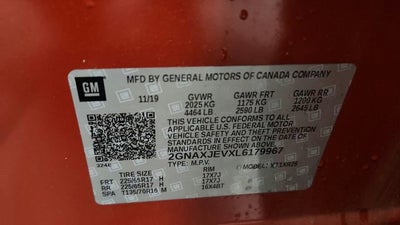 GM
MFD BY GENERAL MOTORS OF CANADA COMPANY
11/19 GVWR GAWR FRT GAWR RR
2025 KG 1175 KG 1200 KG
4464 LB 2590 LB 2645 LB
THIS VEHICLE CONFORMS TO ALL
APPLICABLE U.S. FEDERAL MOTOR
VEHICLE SAFETY AND THEFT PREVENTION
STANDARDS IN EFFECT ON THE DATE
OF MANUFACTURE SHOWN ABOVE.
2GNAXJEVXL6179967
TYPE: M.P.V. MODEL:
TIRE SIZE RIM
FRT 225/65R17 H 17X7J
RR 225/65R17 H 17X7J
SPA T135/70R16 M 16X4BT